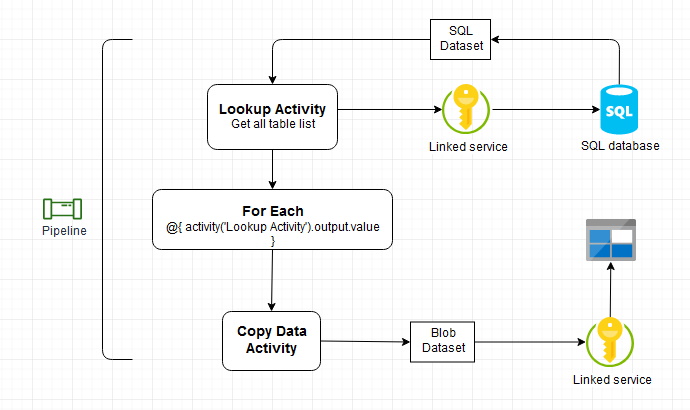 SQL
Dataset
Lookup Activity
Get all table list
Linked service
SQL
SQL database
For Each
@{ activity('Lookup Activity').output.value
}
Pipeline
Copy Data
Activity
Blob
Dataset
Linked service